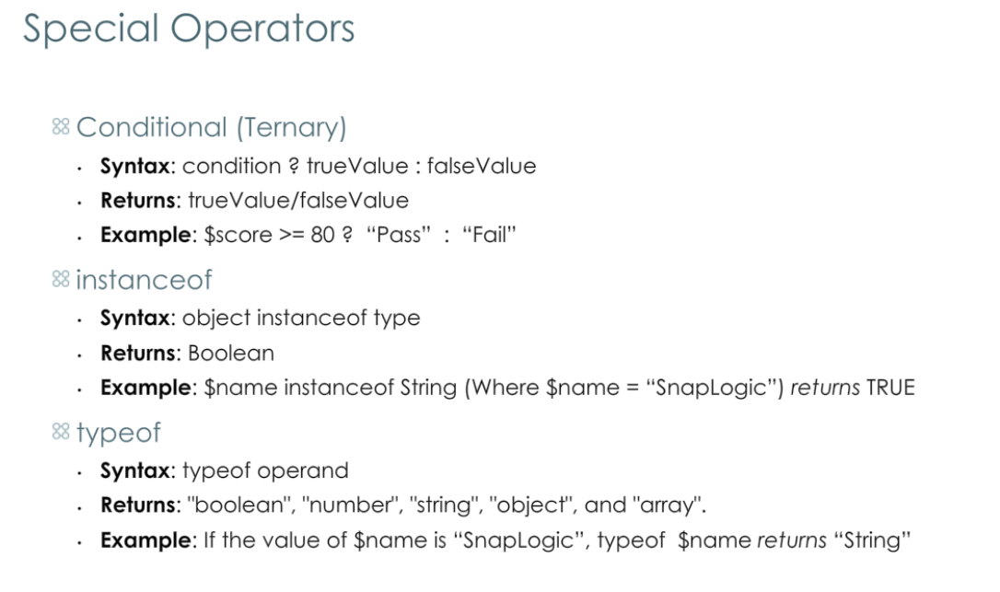 Special Operators
Conditional (Ternary)
· Syntax: condition ? trueValue : falseValue
· Returns: trueValue/falseValue
· Example: $score >= 80 ? “Pass” : “Fail”
instanceof
· Syntax: object instanceof type
· Returns: Boolean
· Example: $name instanceof String (Where $name = “SnapLogic”) returns TRUE
typeof
· Syntax: typeof operand
· Returns: "boolean", "number", "string", "object", and "array".
· Example: If the value of $name is “SnapLogic”, typeof $name returns “String”